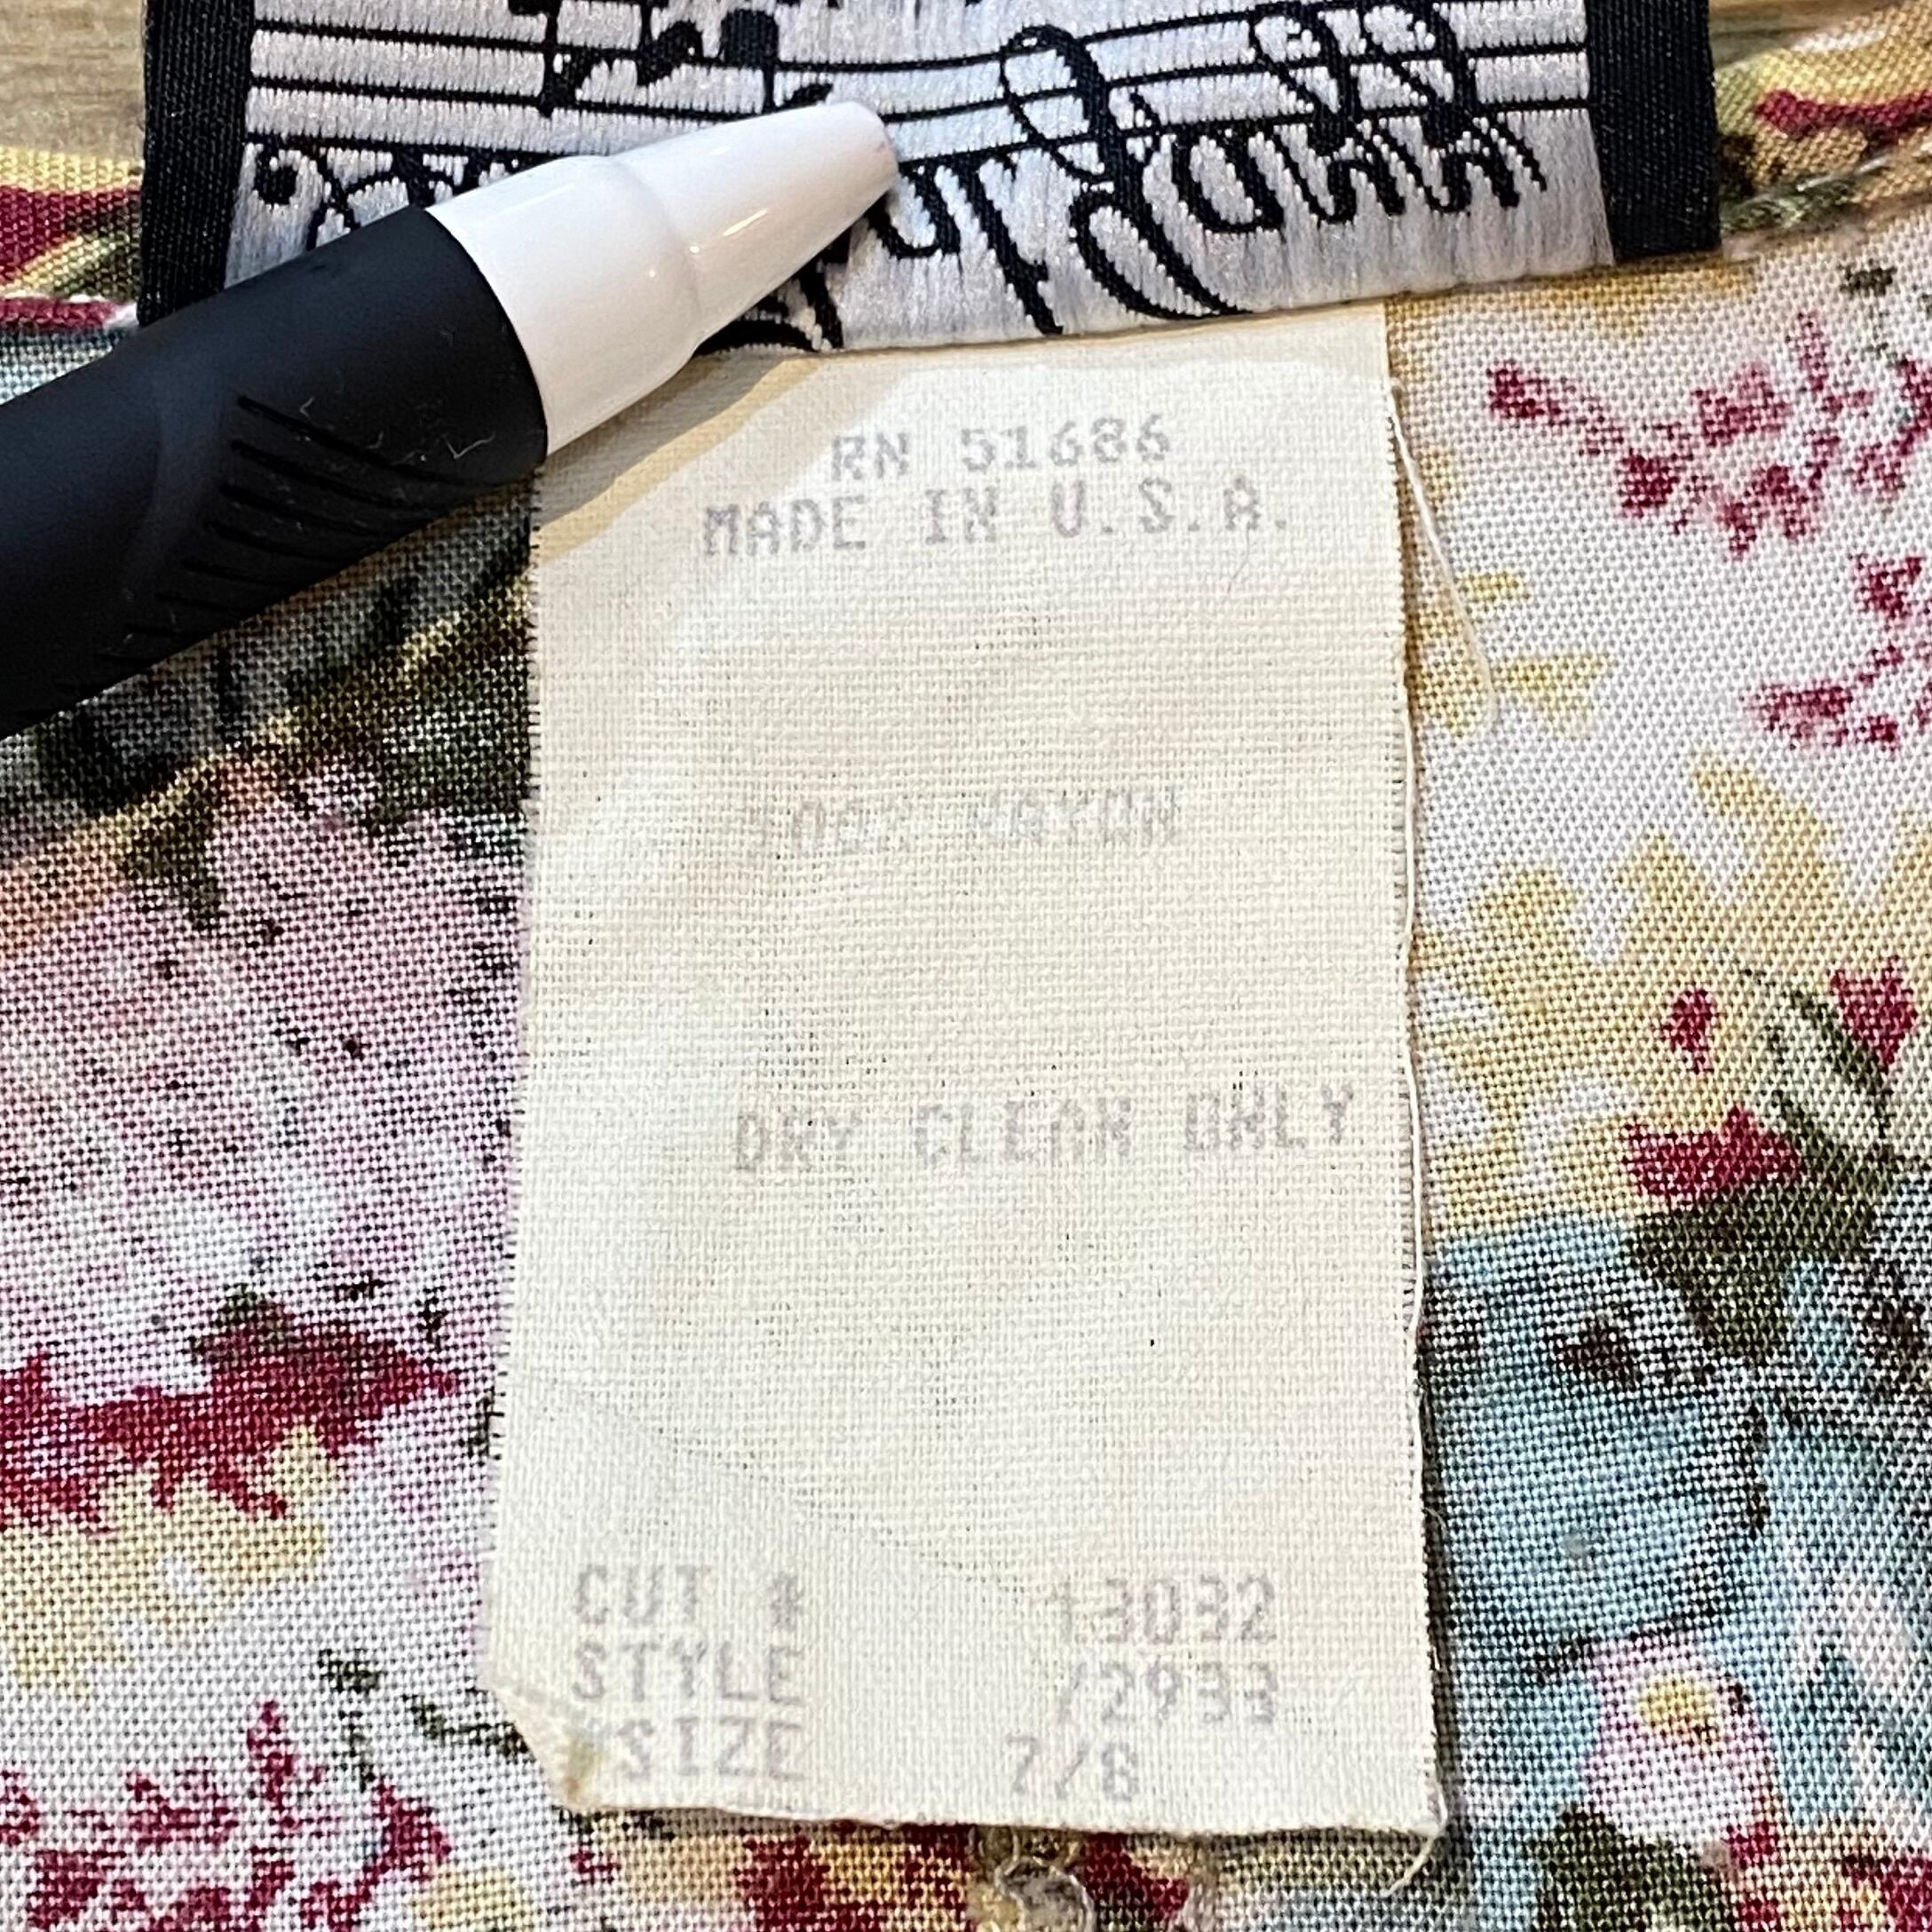 RN 51686
MADE IN U.S.A.
100% RAYON
DRY CLEAN ONLY
CUT # 13032
STYLE 72933
SIZE 7/8